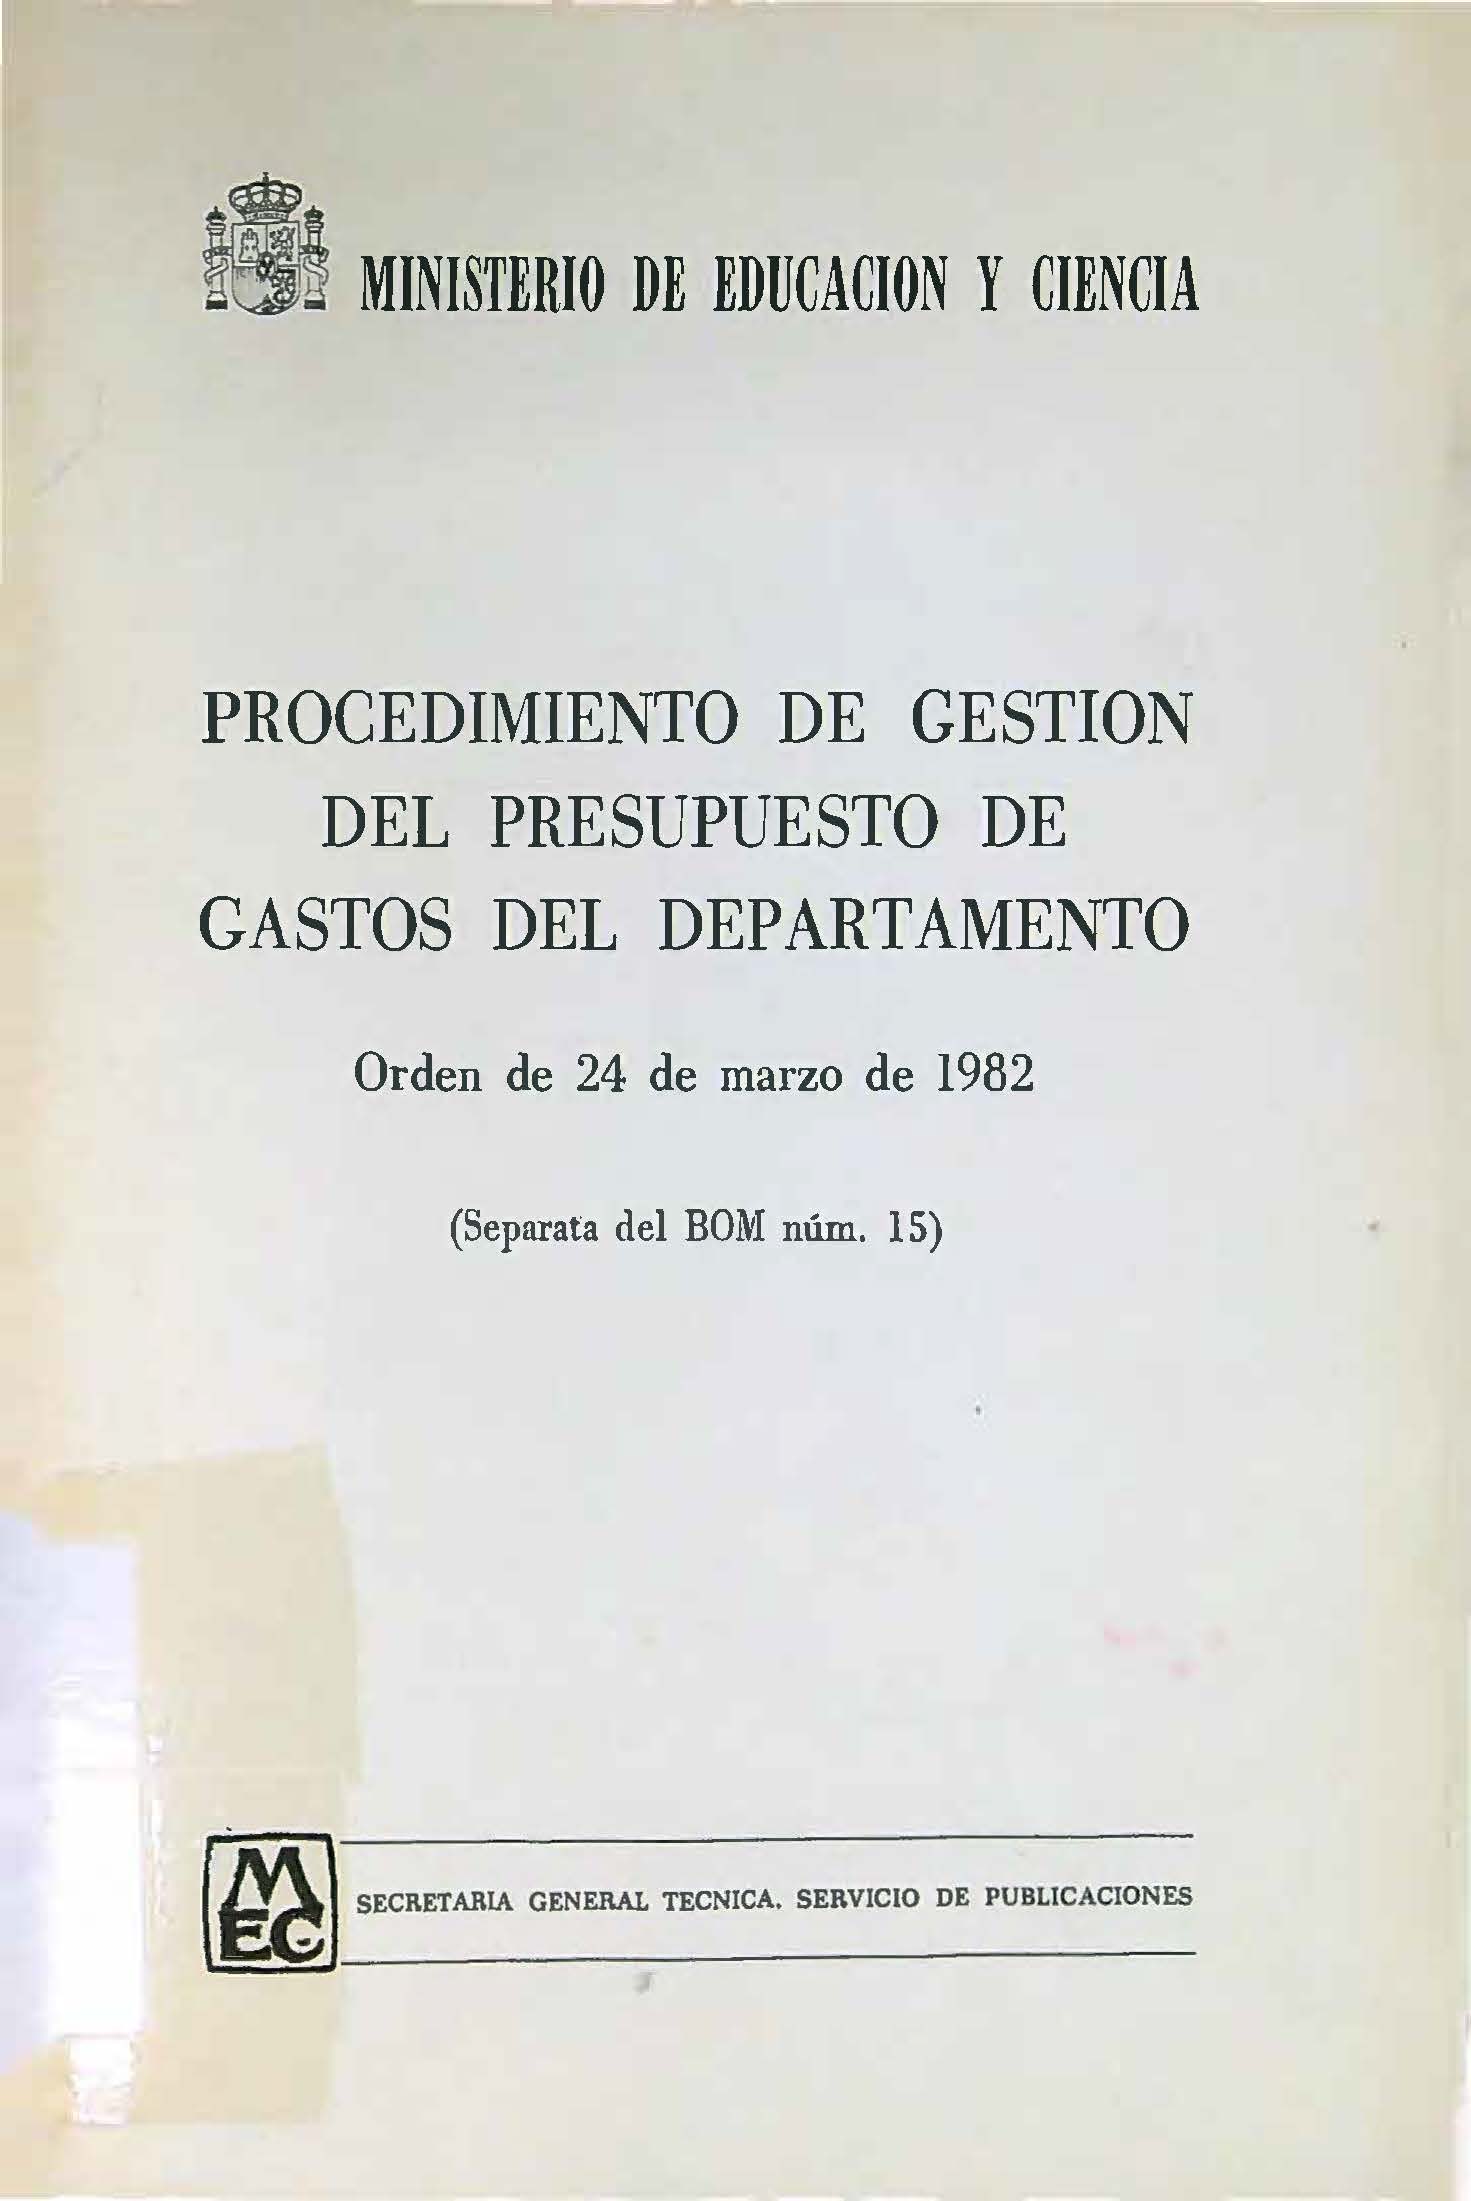 MINISTERIO DE EDUCACION Y CIENCIA
PROCEDIMIENTO DE GESTION
DEL PRESUPUESTO DE
GASTOS DEL DEPARTAMENTO
Orden de 24 de marzo de 1982
(Separata del BOM núm. 15)
MEC
SECRETARIA GENERAL TECNICA. SERVICIO DE PUBLICACIONES